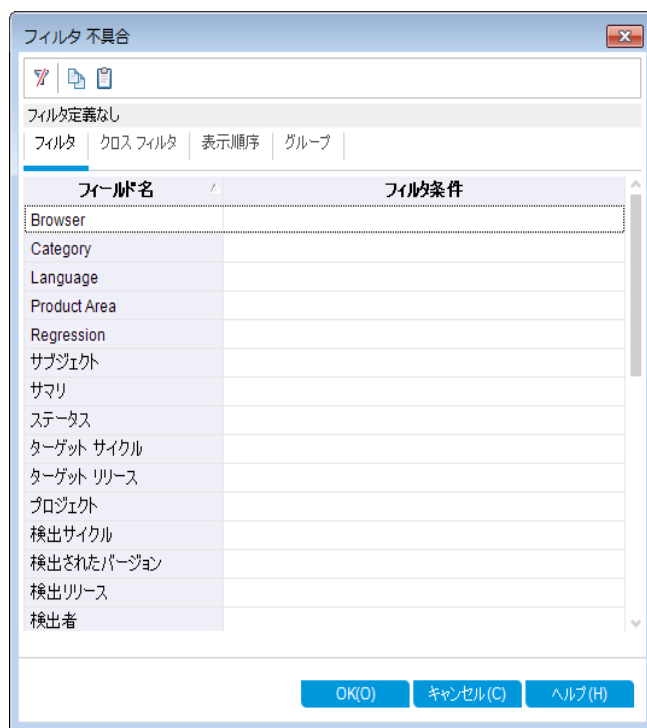 フィルタ 不具合
フィルタ定義なし
フィルタ クロス フィルタ 表示順序 グループ
フィールド名 フィルタ条件
Browser
Category
Language
Product Area
Regression
サブジェクト
サマリ
ステータス
ターゲット サイクル
ターゲット リリース
プロジェクト
検出サイクル
検出されたバージョン
検出リリース
検出者
OK(O) キャンセル(C) ヘルプ(H)